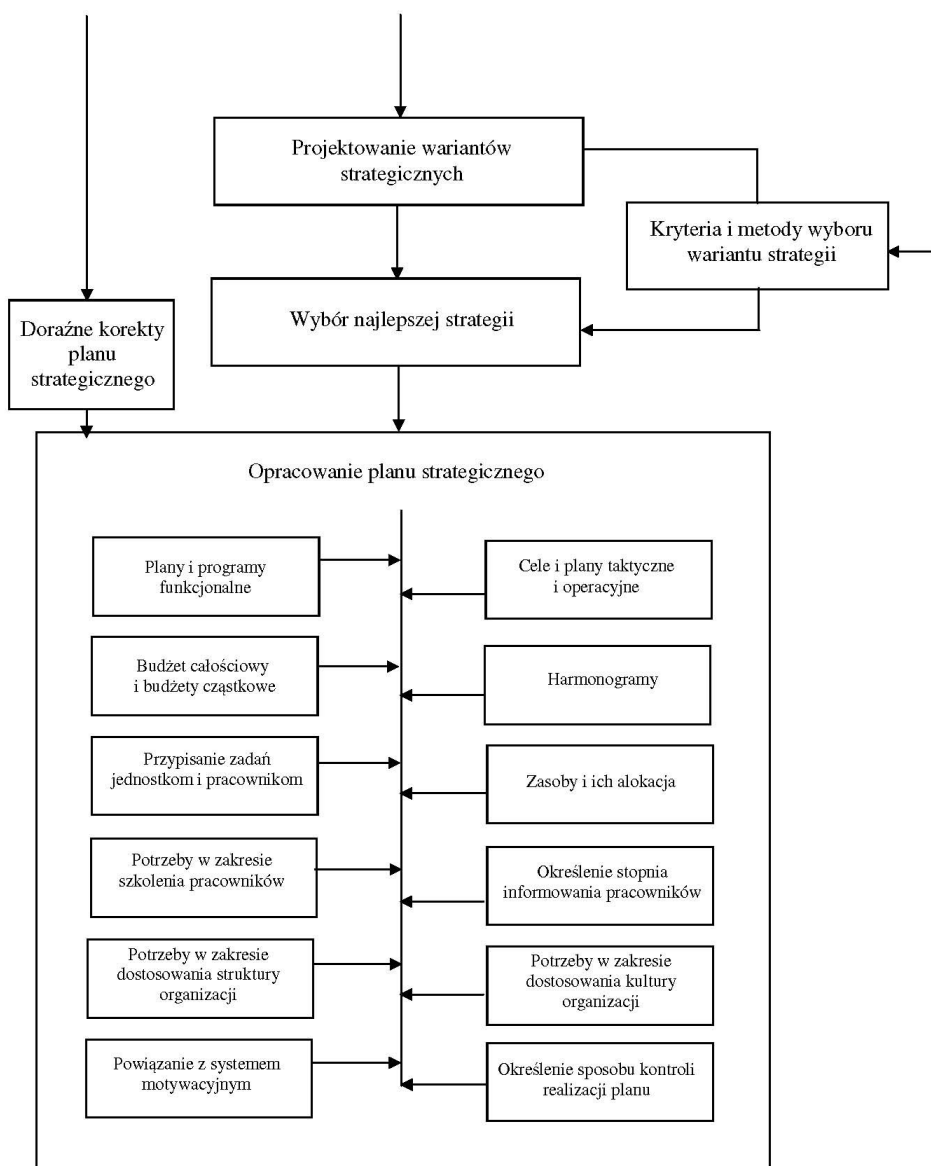 Projektowanie wariantów
strategicznych
Kryteria i metody wyboru
wariantu strategii
Wybór najlepszej strategii
Doraźne korekty
planu
strategicznego
Opracowanie planu strategicznego
Plany i programy
funkcjonalne
Cele i plany taktyczne
i operacyjne
Budżet całościowy
i budżety cząstkowe
Harmonogramy
Przypisanie zadań
jednostkom i pracownikom
Zasoby i ich alokacja
Potrzeby w zakresie
szkolenia pracowników
Określenie stopnia
informowania pracowników
Potrzeby w zakresie
dostosowania struktury
organizacji
Potrzeby w zakresie
dostosowania kultury
organizacji
Powiązanie z systemem
motywacyjnym
Określenie sposobu kontroli
realizacji planu